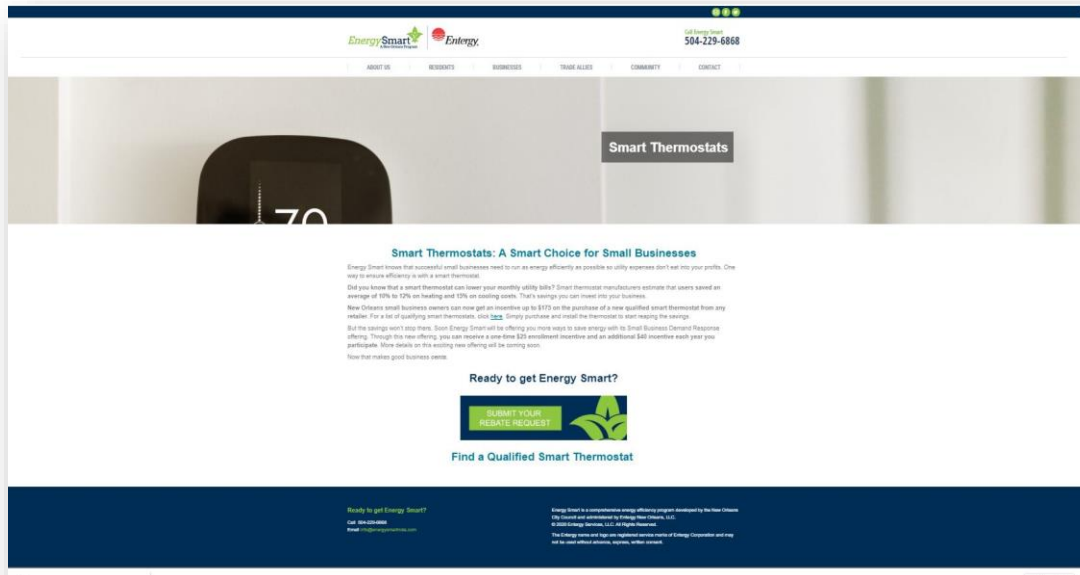 Call Energy Smart
504-229-6868
EnergySmart
A New Orleans Program
Entergy
ABOUT US RESIDENTS BUSINESSES TRADE ALLIES COMMUNITY CONTACT
Smart Thermostats
70
Smart Thermostats: A Smart Choice for Small Businesses
Energy Smart knows that successful small businesses need to run as energy efficiently as possible so utility expenses don't eat into your profits. One
way to ensure efficiency is with a smart thermostat.
Did you know that a smart thermostat can lower your monthly utility bills? Smart thermostat manufacturers estimate that users saved an
average of 10% to 12% on heating and 15% on cooling costs. That's savings you can invest into your business.
New Orleans small business owners can now get an incentive up to $175 on the purchase of a new qualified smart thermostat from any
retailer. For a list of qualifying smart thermostats, click here. Simply purchase and install the thermostat to start reaping the savings.
But the savings won't stop there. Soon Energy Smart will be offering you more ways to save energy with its Small Business Demand Response
offering. Through this new offering, you can receive a one-time $25 enrollment incentive and an additional $40 incentive each year you
participate. More details on this exciting new offering will be coming soon.
Now that makes good business cents.
Ready to get Energy Smart?
SUBMIT YOUR
REBATE REQUEST
Find a Qualified Smart Thermostat
Ready to get Energy Smart?
Call 504-229-6868
Email info@energysmartnola.com
Energy Smart is a comprehensive energy efficiency program developed by the New Orleans
City Council and administered by Entergy New Orleans, LLC.
© 2020 Entergy Services, LLC. All Rights Reserved.
The Entergy name and logo are registered service marks of Entergy Corporation and may
not be used without advance, express, written consent.